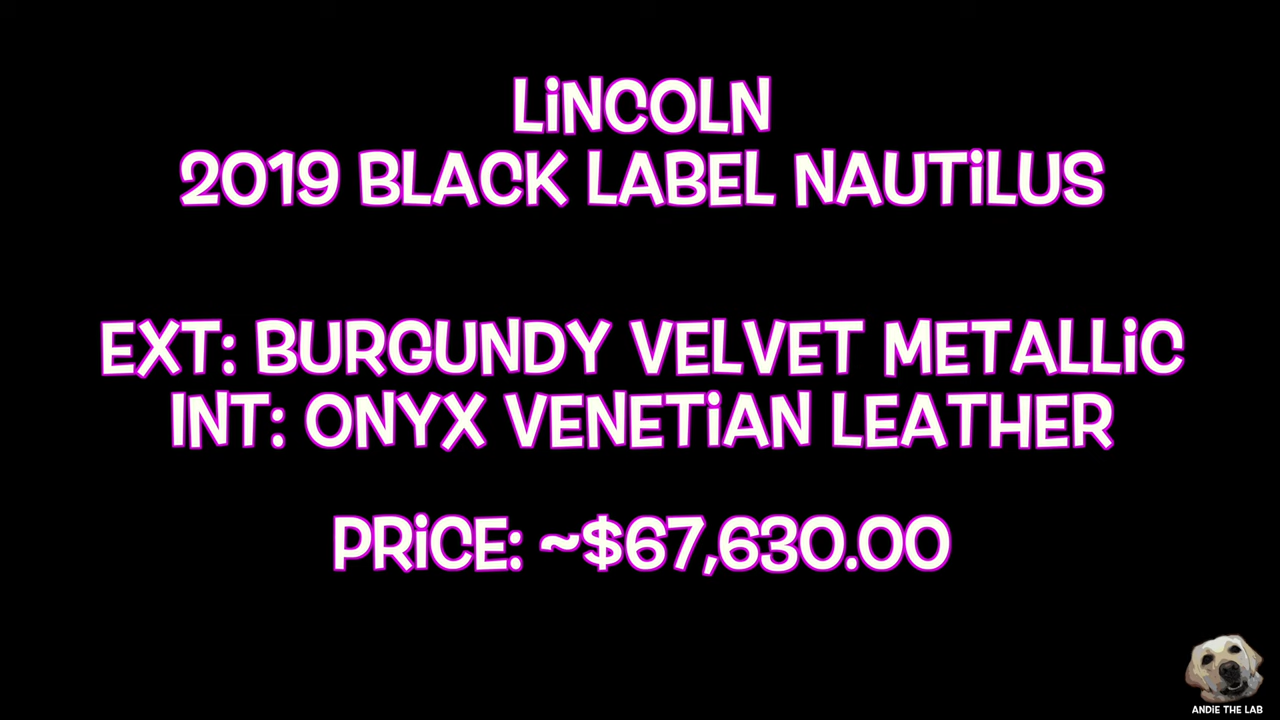 LiNCOLN
2019 BLACK LABEL NAUTiLUS
EXT: BURGUNDY VELVET METALLiC
INT: ONYX VENETiAN LEATHER
PRiCE: ~$67,630.00
ANDiE THE LAB